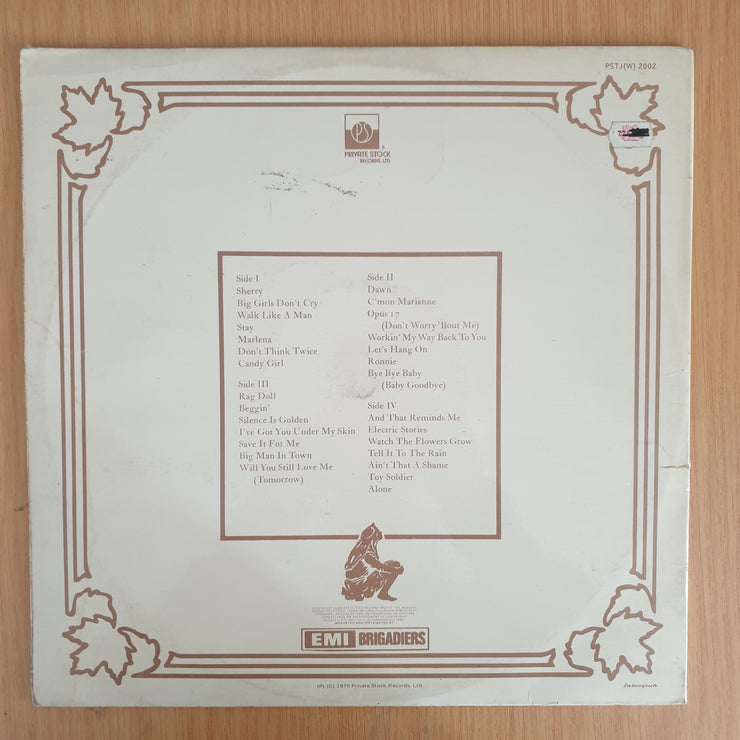 PSTJ(W) 2002
PS
PRIVATE STOCK
RECORDS, LTD.
Side I
Sherry
Big Girls Don't Cry
Walk Like A Man
Stay
Marlena
Don't Think Twice
Candy Girl
Side II
Dawn
C'mon Marianne
Opus 17
(Don't Worry 'Bout Me)
Workin' My Way Back To You
Let's Hang On
Ronnie
Bye Bye Baby
(Baby Goodbye)
Side III
Rag Doll
Beggin'
Silence Is Golden
I've Got You Under My Skin
Save It For Me
Big Man In Town
Will You Still Love Me
(Tomorrow)
Side IV
And That Reminds Me
Electric Stories
Watch The Flowers Grow
Tell It To The Rain
Ain't That A Shame
Toy Soldier
Alone
EMI BRIGADIERS
(P) (C) 1975 Private Stock Records, Ltd.
interpak